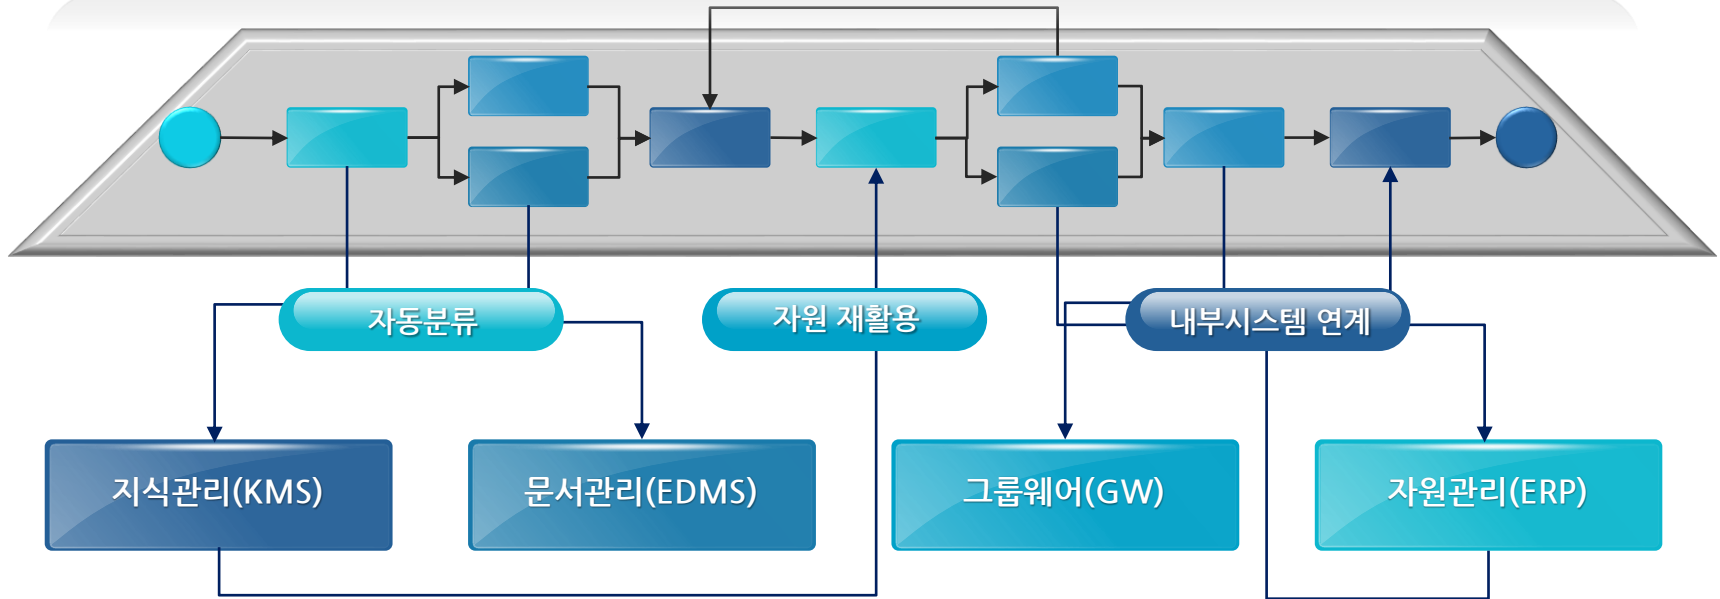 자동분류
자원 재활용
내부시스템 연계
지식관리(KMS)
문서관리(EDMS)
그룹웨어(GW)
자원관리(ERP)